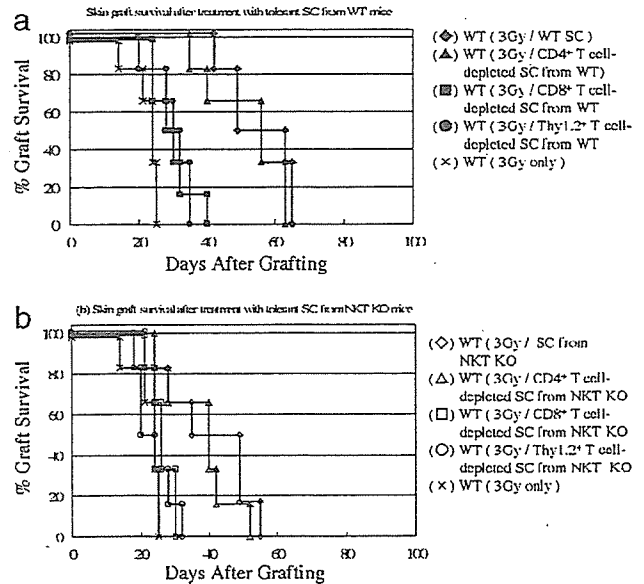 a
Skin graft survival after treatment with tolerant SC from WT mice
% Graft Survival
100
80
60
40
20
0
0 20 40 60 80 100
Days After Grafting
WT (3Gy / WT SC)
WT (3Gy / CD4+ T cell-
depleted SC from WT)
WT (3Gy / CD8+ T cell-
depleted SC from WT
WT (3Gy / Thy1.2+ T cell-
depleted SC from WT
WT (3Gy only)
b
(b) Skin graft survival after treatment with tolerant SC from NKT KO mice
% Graft Survival
100
80
60
40
20
0
0 20 40 60 80 100
Days After Grafting
WT (3Gy / SC from
NKT KO
WT (3Gy / CD4+ T cell-
depleted SC from NKT KO
WT (3Gy / CD8+ T cell-
depleted SC from NKT KO
WT (3Gy / Thy1.2+ T cell-
depleted SC from NKT KO
WT (3Gy only)